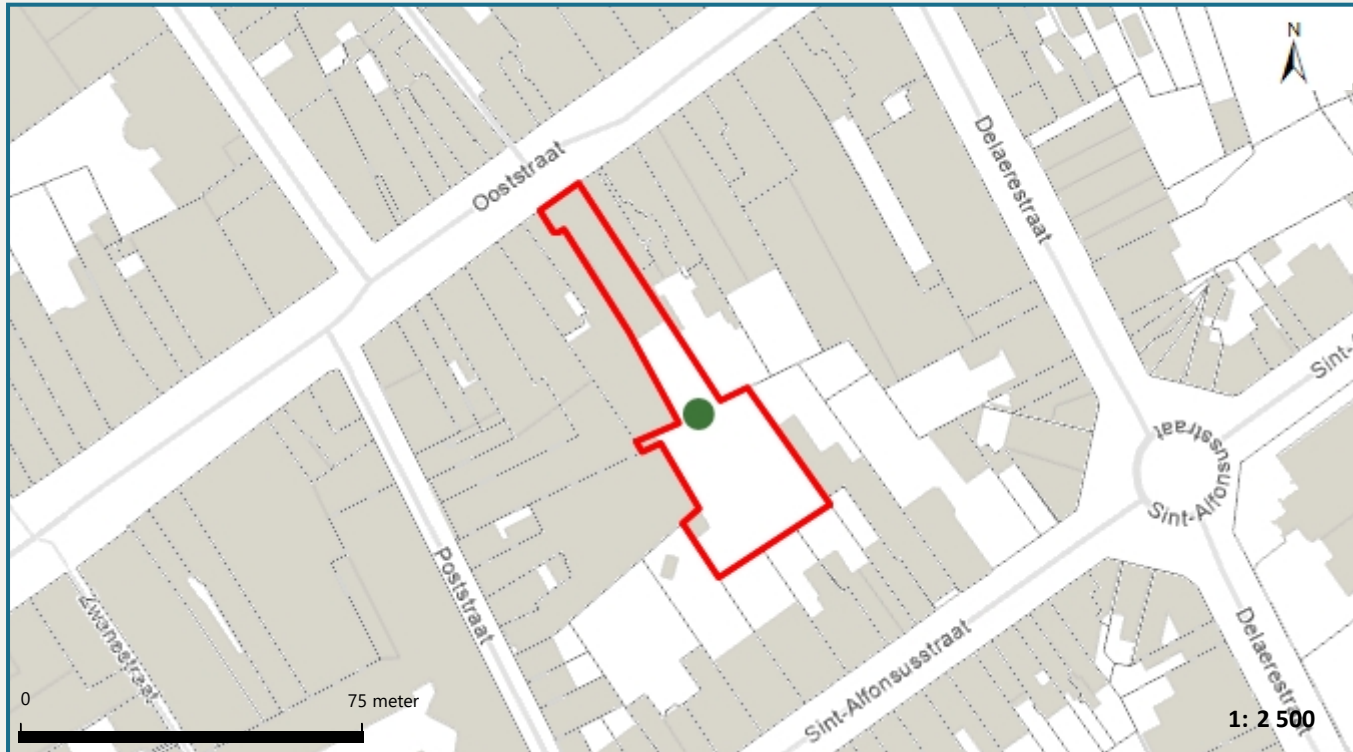 N
Ooststraat
Delaerestraat
Sint-A
Sint-Alfonsusstraat
Poststraat
Zwanestraat
Sint-Alfonsusstraat
Delaerestraat
0 75 meter
1: 2 500